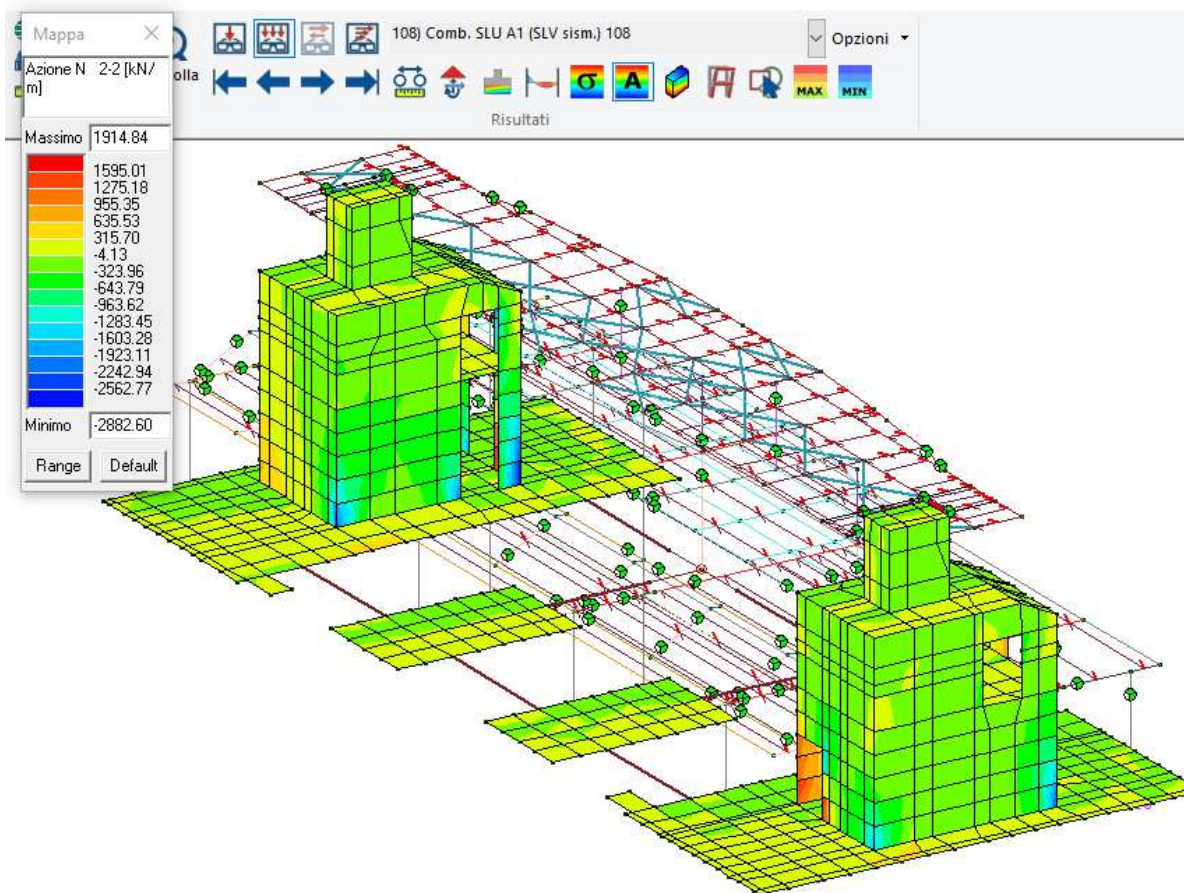 Mappa
108) Comb. SLU A1 (SLV sism.) 108
Opzioni
Azione N 2-2 [kN/
m]
olla
σ
A
MAX
MIN
Risultati
Massimo 1914.84
1595.01
1275.18
955.35
635.53
315.70
-4.13
-323.96
-643.79
-963.62
-1283.45
-1603.28
-1923.11
-2242.94
-2562.77
Minimo -2882.60
Range Default